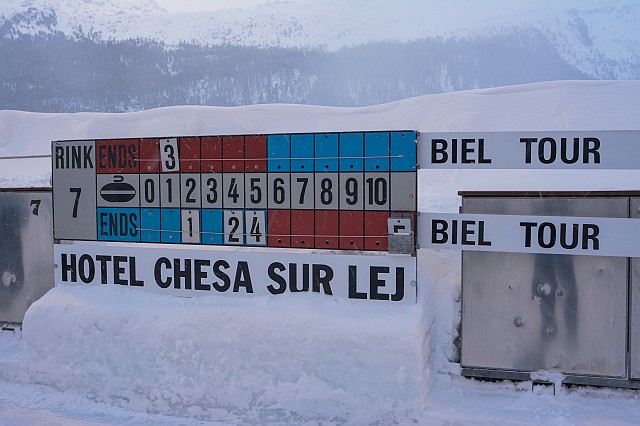 RINK ENDS 3 BIEL TOUR
7 7 0 1 2 3 4 5 6 7 8 9 10
ENDS 1 2 4 BIEL TOUR
HOTEL CHESA SUR LEJ